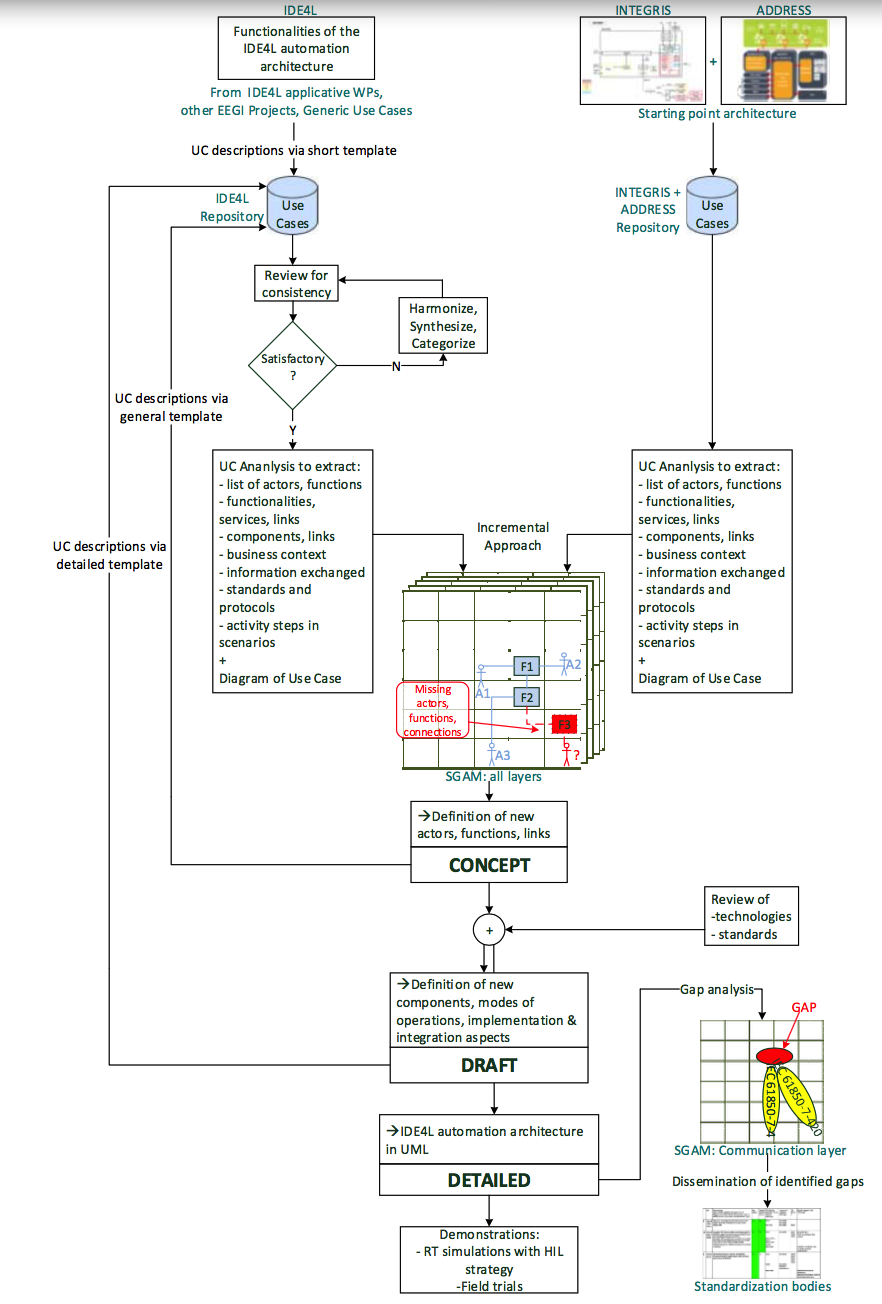 IDE4L
INTEGRIS
ADDRESS
Functionalities of the
IDE4L automation
architecture
+
From IDE4L applicative WPs,
other EEGI Projects, Generic Use Cases
Starting point architecture
UC descriptions via short template
IDE4L
Repository
Use
Cases
INTEGRIS +
ADDRESS
Repository
Use
Cases
Review for
consistency
Harmonize,
Synthesize,
Categorize
Satisfactory
?
N
Y
UC descriptions via
general template
UC descriptions via
detailed template
UC Ananlysis to extract:
- list of actors, functions
- functionalities,
services, links
- components, links
- business context
- information exchanged
- standards and
protocols
- activity steps in
scenarios
+
Diagram of Use Case
Incremental
Approach
UC Ananlysis to extract:
- list of actors, functions
- functionalities,
services, links
- components, links
- business context
- information exchanged
- standards and
protocols
- activity steps in
scenarios
+
Diagram of Use Case
F1
A2
A1
F2
Missing
actors,
functions,
connections
F3
A3
?
SGAM: all layers
→Definition of new
actors, functions, links
CONCEPT
+
Review of
-technologies
- standards
→Definition of new
components, modes of
operations, implementation &
integration aspects
DRAFT
Gap analysis
GAP
IEC 61850-7-4
IEC 61850-7-420
SGAM: Communication layer
→IDE4L automation architecture
in UML
DETAILED
Dissemination of identified gaps
Demonstrations:
- RT simulations with HIL
strategy
-Field trials
Standardization bodies